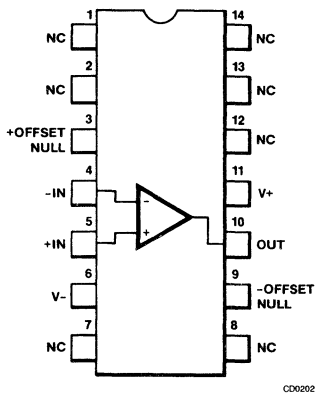 1 14
NC NC
2 13
NC NC
3 12
+OFFSET
NULL NC
4 11
-IN - V+
5 10
+IN + OUT
6 9
V- -OFFSET
NULL
7 8
NC NC
CD0202